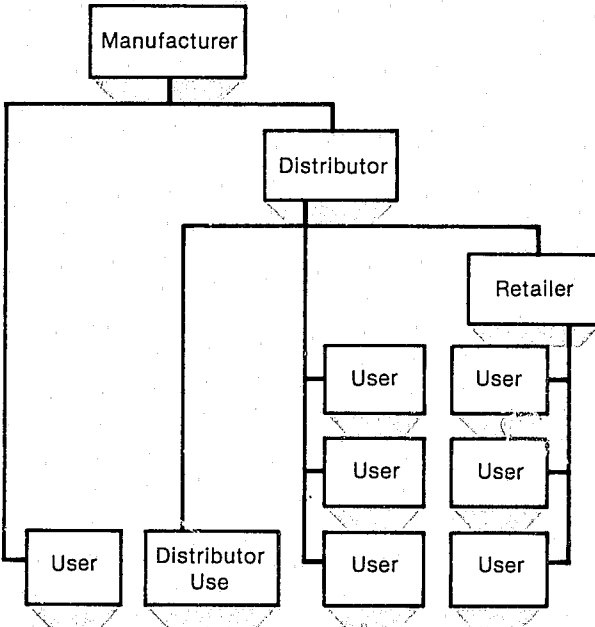 Manufacturer
Distributor
Retailer
User
User
User
User
User
Distributor
Use
User
User